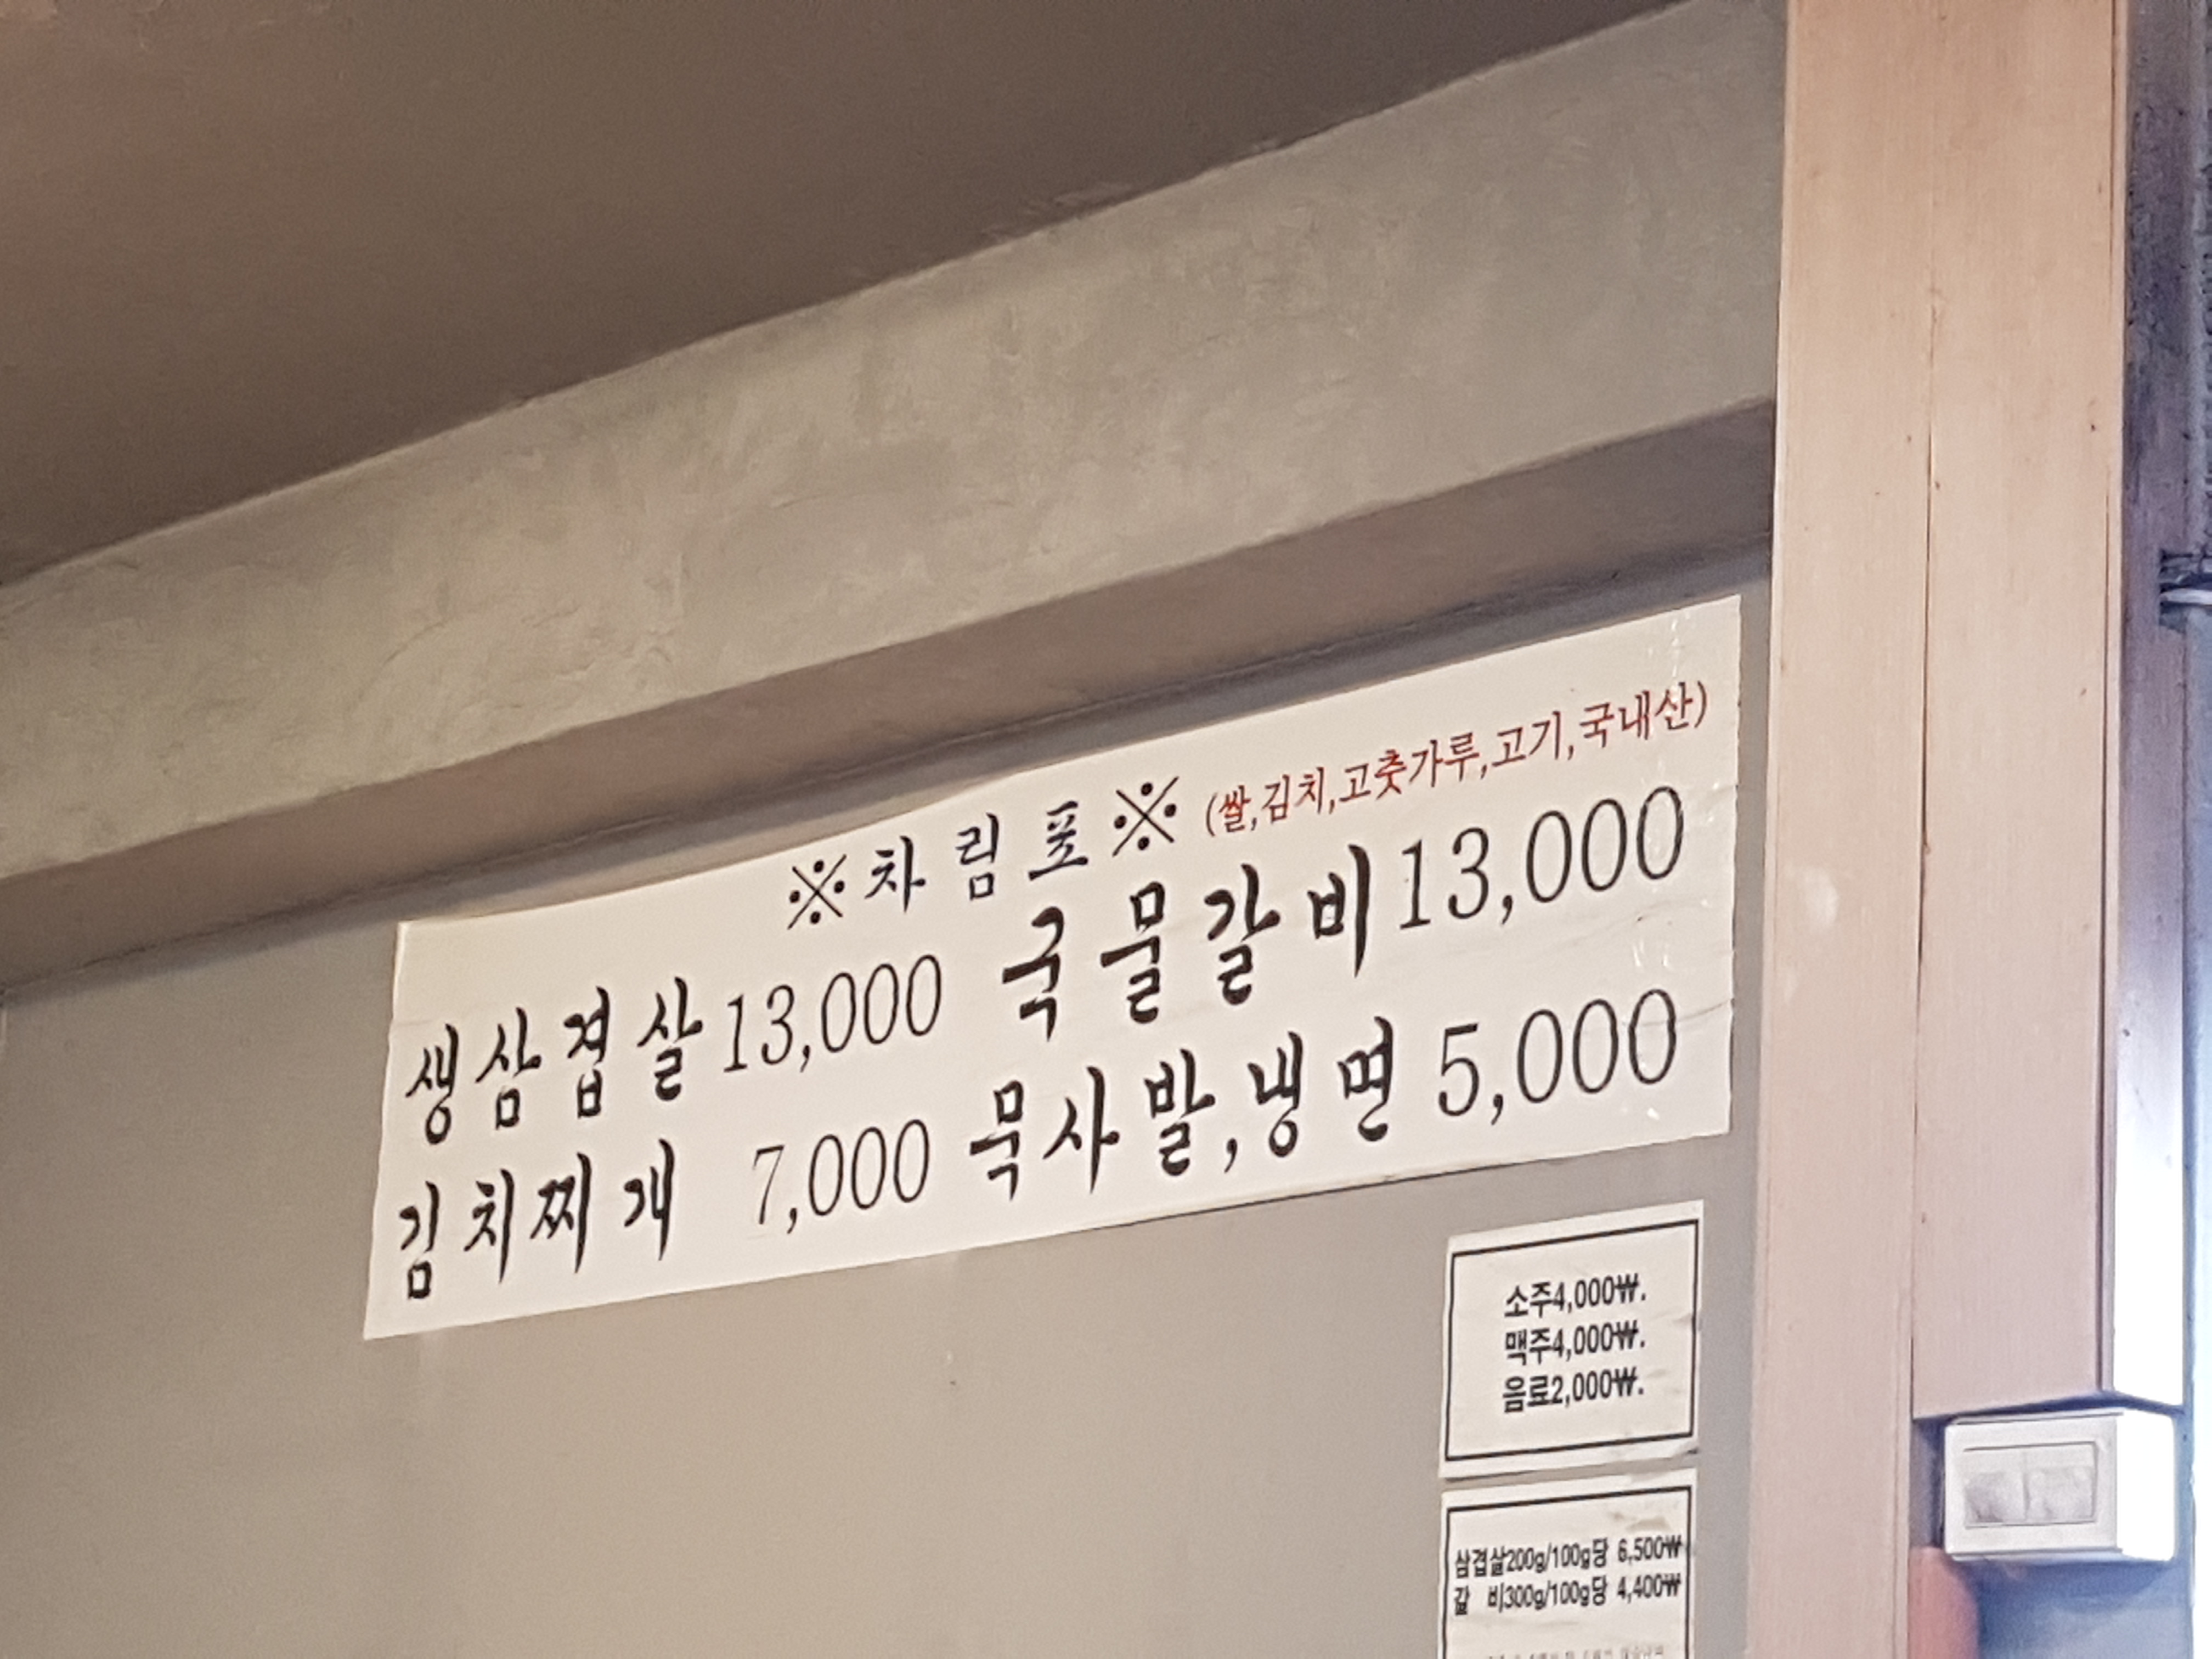 ※차림표※ (쌀,김치,고춧가루,고기,국내산)
생삼겹살 13,000 국물갈비 13,000
김치찌개 7,000 묵사발,냉면 5,000
소주4,000₩.
맥주4,000₩.
음료2,000₩.
삼겹살200g/100g당 6,500₩
갈 비300g/100g당 4,400₩